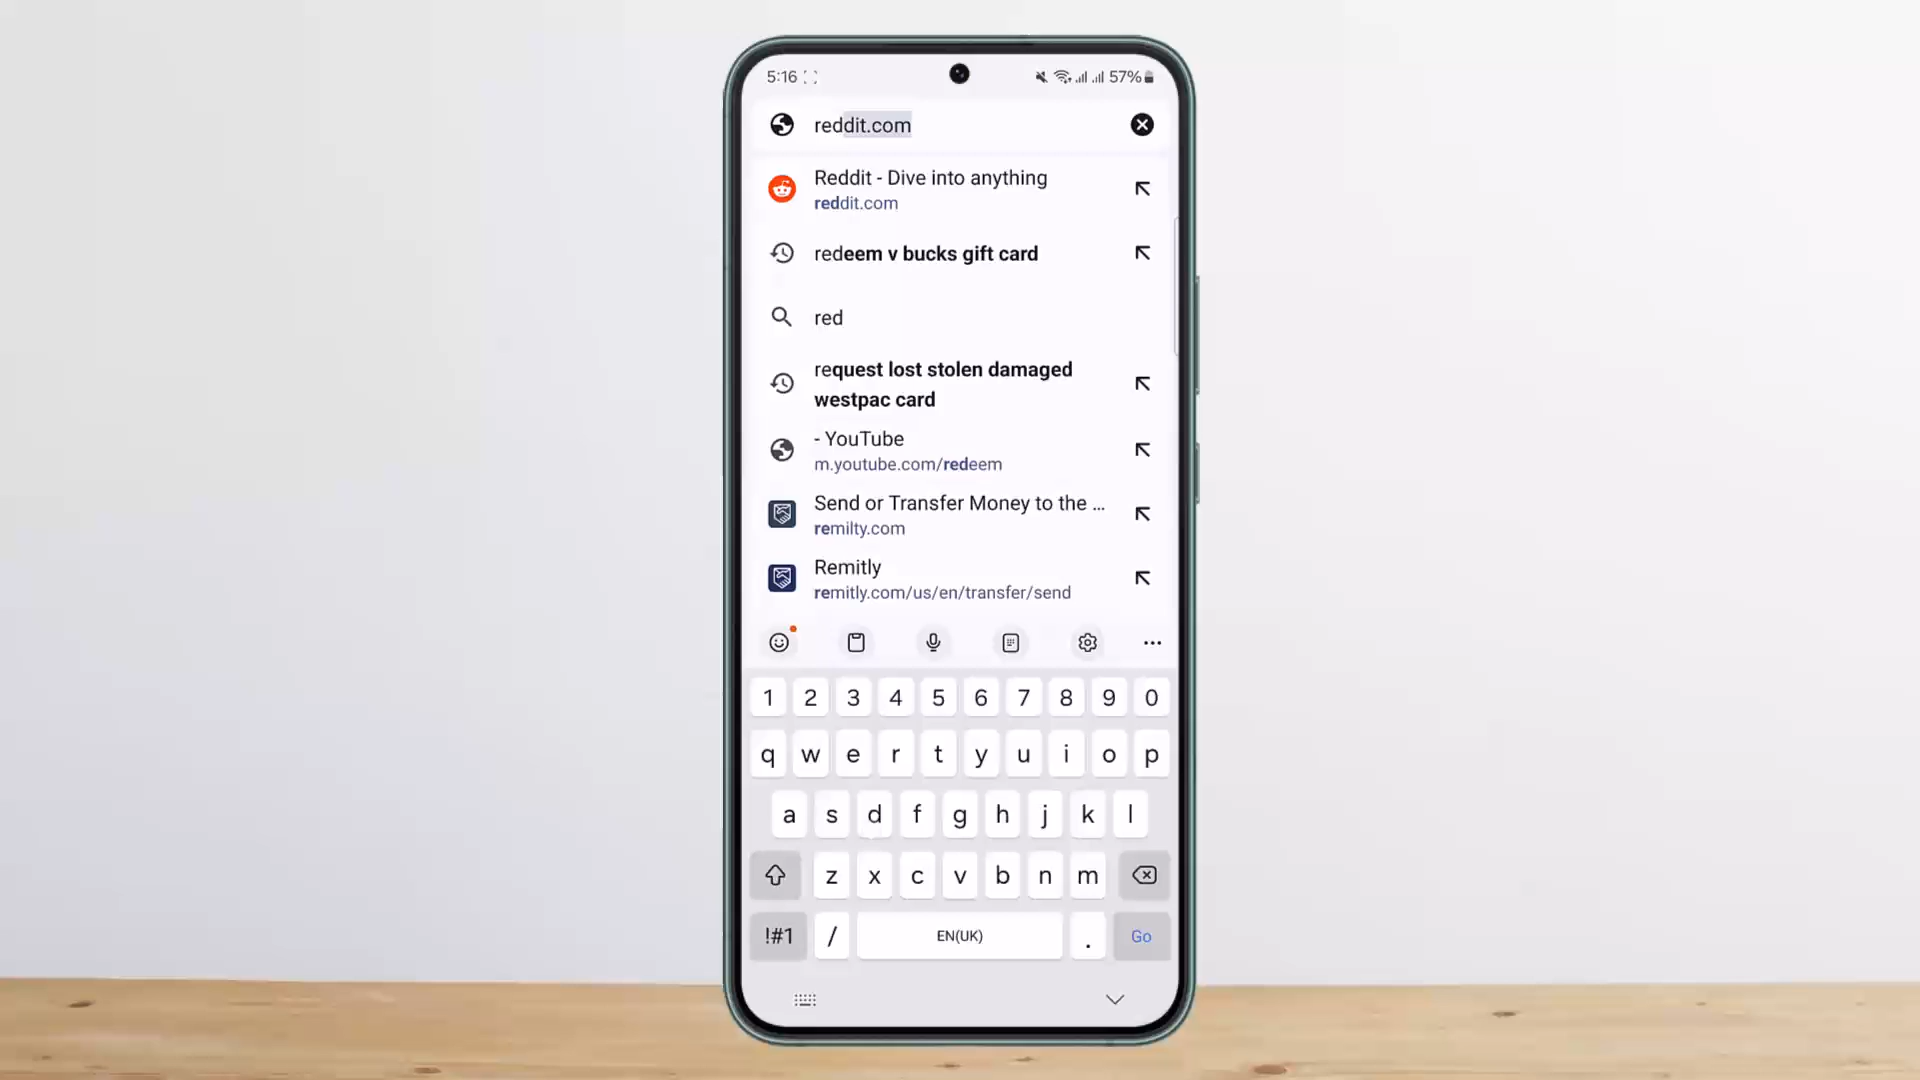 5:16 57%
reddit.com
Reddit - Dive into anything
reddit.com
redeem v bucks gift card
red
request lost stolen damaged
westpac card
- YouTube
m.youtube.com/redeem
Send or Transfer Money to the ...
remilty.com
Remitly
remitly.com/us/en/transfer/send
1 2 3 4 5 6 7 8 9 0
q w e r t y u i o p
a s d f g h j k l
z x c v b n m
!#1 / EN(UK) . Go